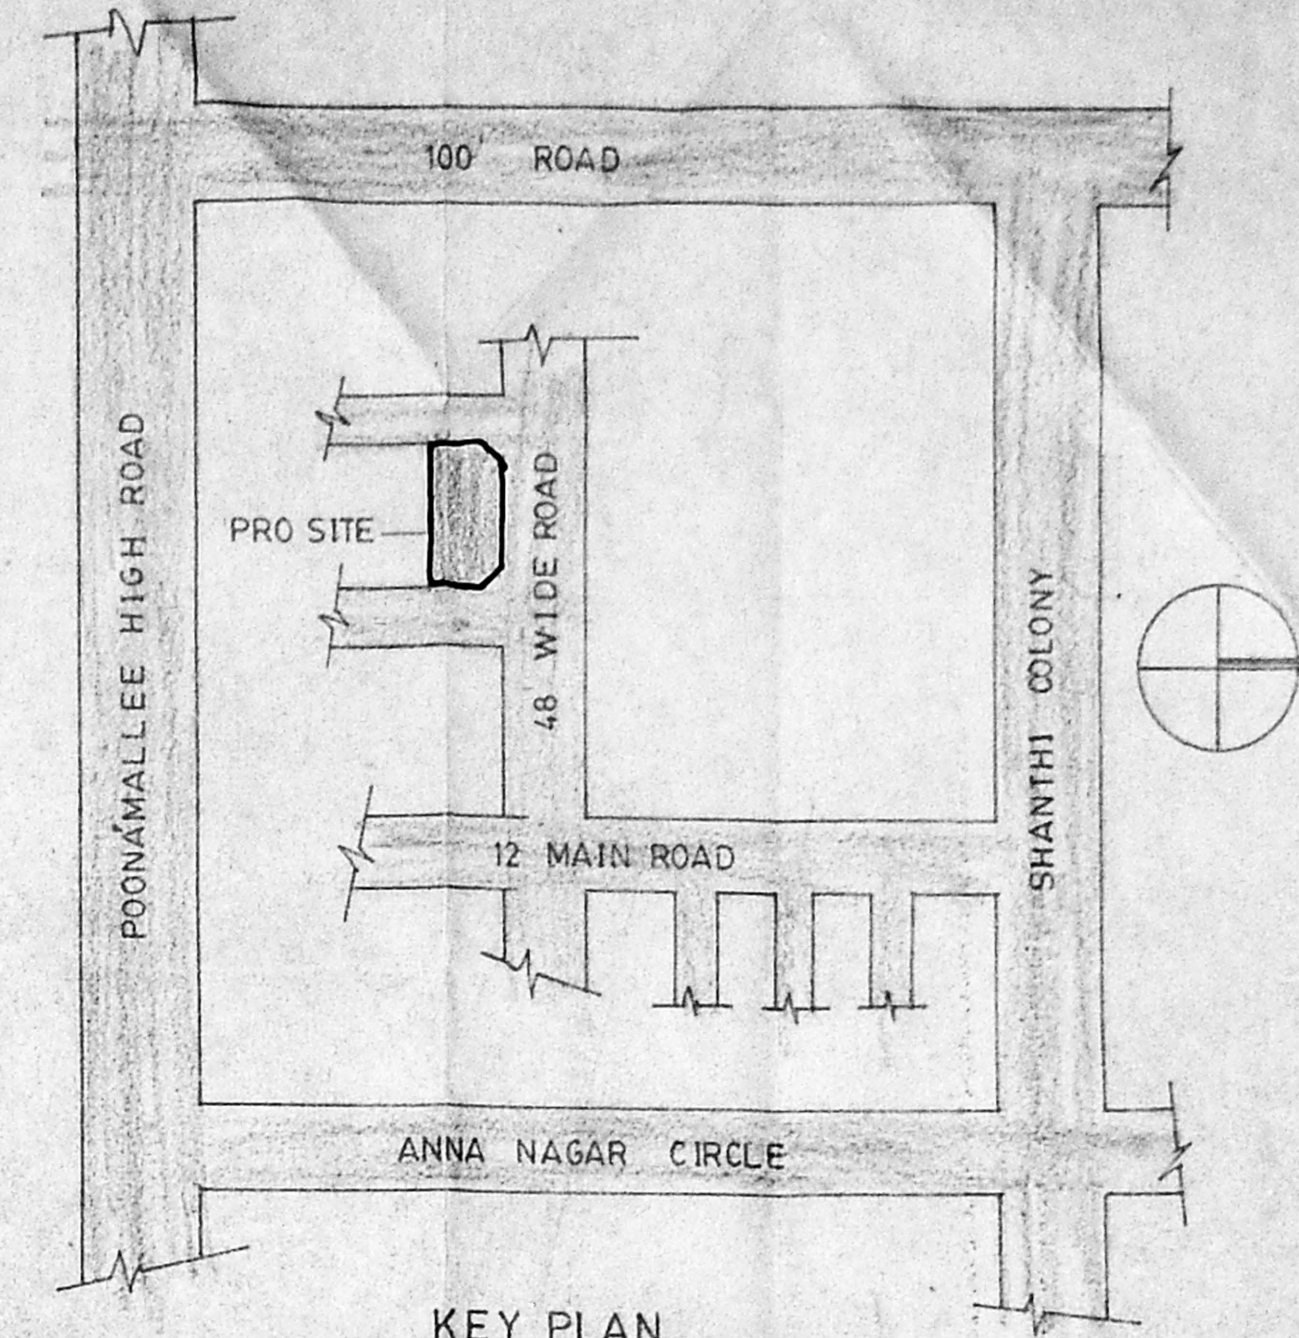 100' ROAD
POONAMALLEE HIGH ROAD
PRO SITE
48' WIDE ROAD
SHANTHI COLONY
12 MAIN ROAD
ANNA NAGAR CIRCLE
KEY PLAN